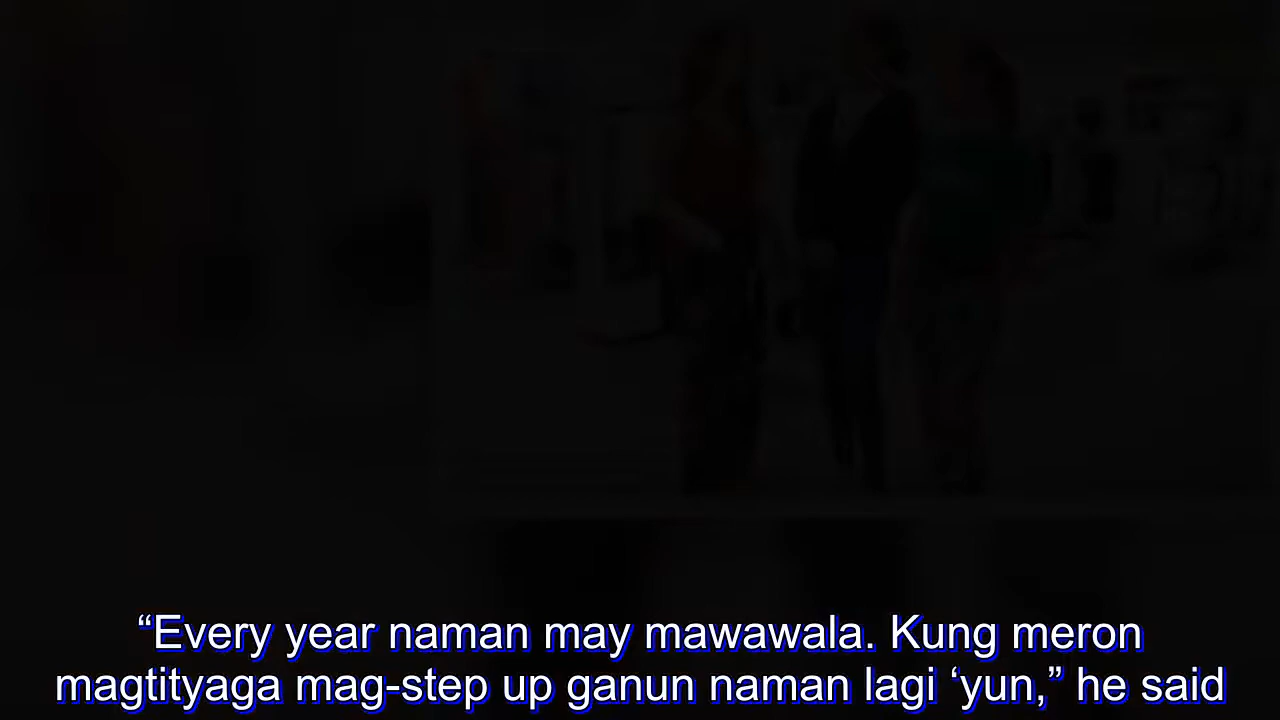 “Every year naman may mawawala. Kung meron
magtityaga mag-step up ganun naman lagi ‘yun,” he said